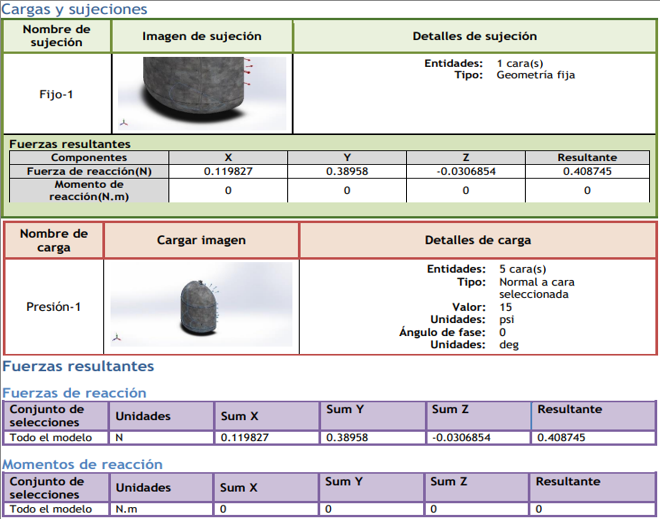 Cargas y sujeciones
Nombre de sujeción Imagen de sujeción Detalles de sujeción
Fijo-1
Entidades: 1 cara(s)
Tipo: Geometría fija
Fuerzas resultantes
Componentes X Y Z Resultante
Fuerza de reacción(N) 0.119827 0.38958 -0.0306854 0.408745
Momento de reacción(N.m) 0 0 0 0
Nombre de carga Cargar imagen Detalles de carga
Presión-1
Entidades: 5 cara(s)
Tipo: Normal a cara seleccionada
Valor: 15
Unidades: psi
Ángulo de fase: 0
Unidades: deg
Fuerzas resultantes
Fuerzas de reacción
Conjunto de selecciones Unidades Sum X Sum Y Sum Z Resultante
Todo el modelo N 0.119827 0.38958 -0.0306854 0.408745
Momentos de reacción
Conjunto de selecciones Unidades Sum X Sum Y Sum Z Resultante
Todo el modelo N.m 0 0 0 0